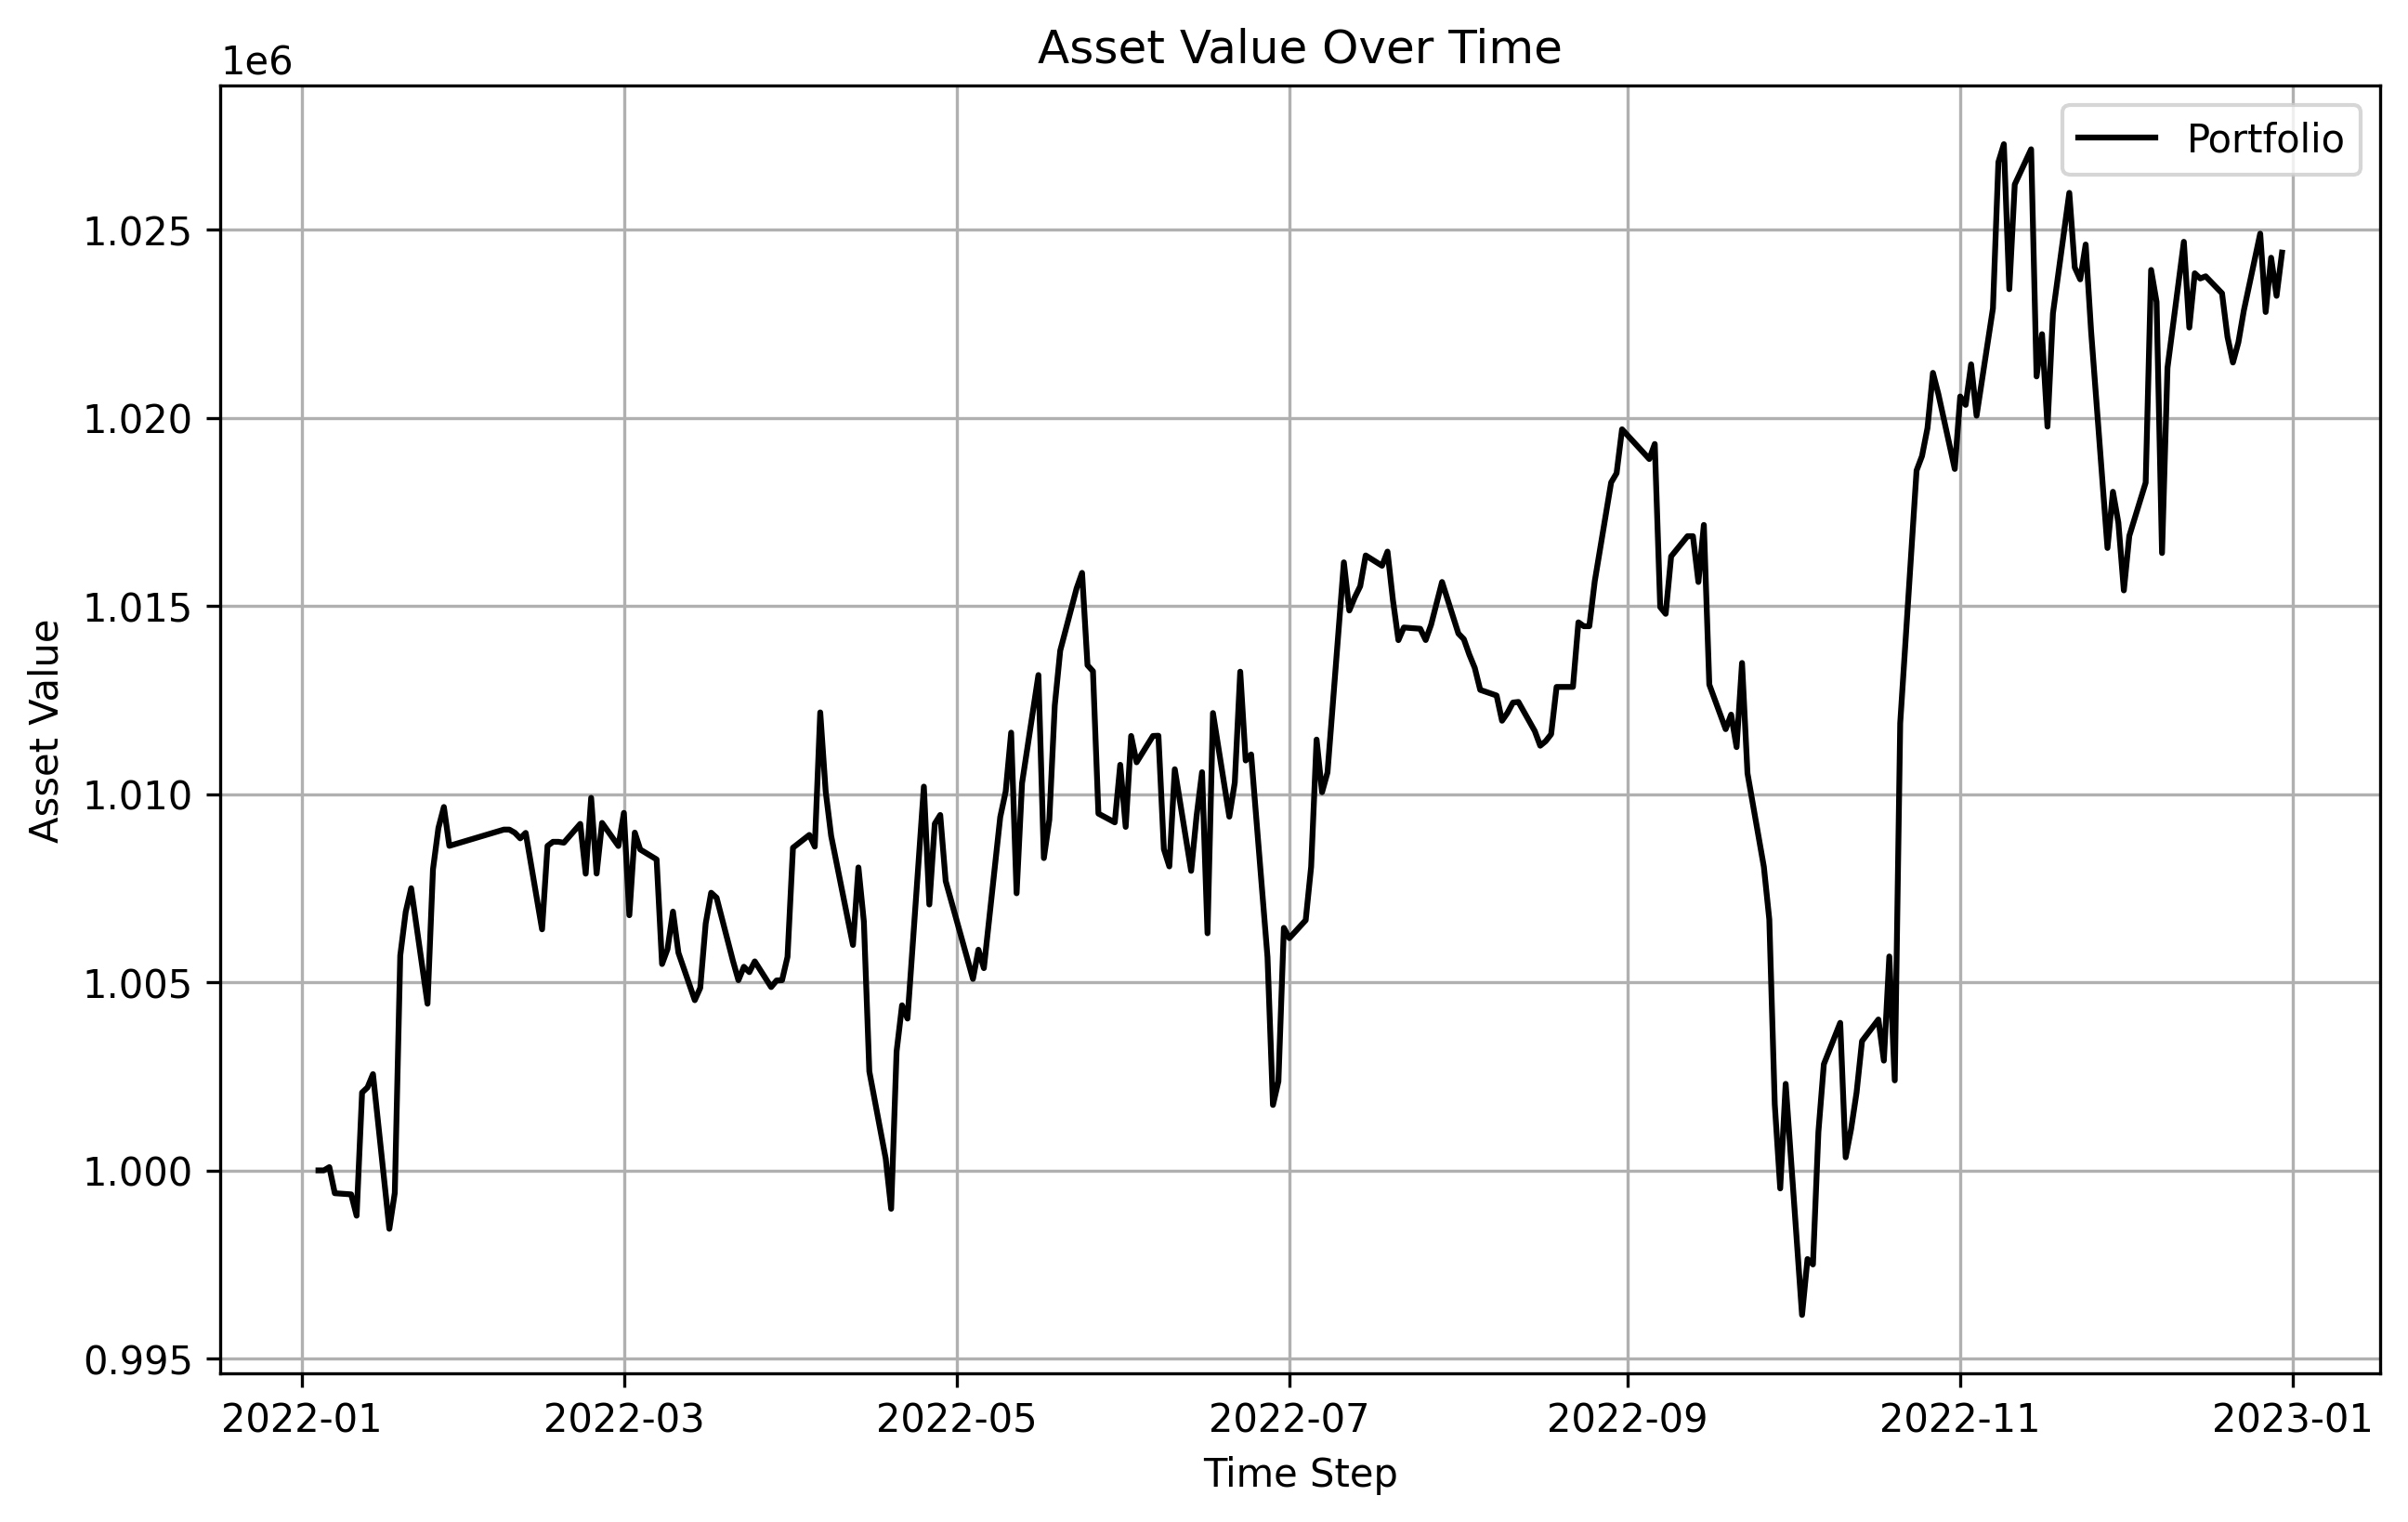 Asset Value Over Time
1e6
Portfolio
1.025
1.020
1.015
1.010
1.005
1.000
0.995
Asset Value
2022-01 2022-03 2022-05 2022-07 2022-09 2022-11 2023-01
Time Step